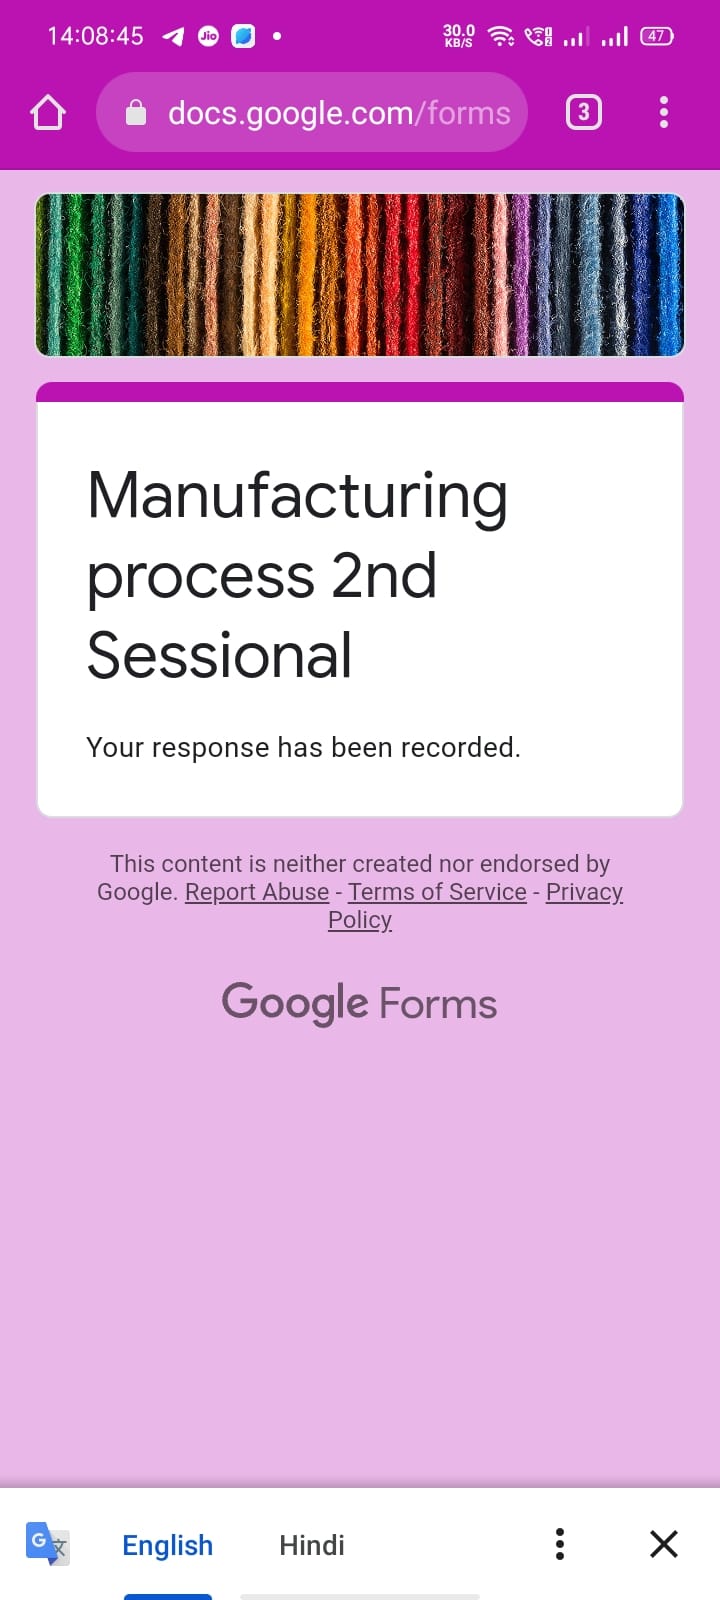 14:08:45 Jio 30.0 KB/S 47
docs.google.com/forms 3
Manufacturing
process 2nd
Sessional
Your response has been recorded.
This content is neither created nor endorsed by
Google. Report Abuse - Terms of Service - Privacy
Policy
Google Forms
G 文 English Hindi